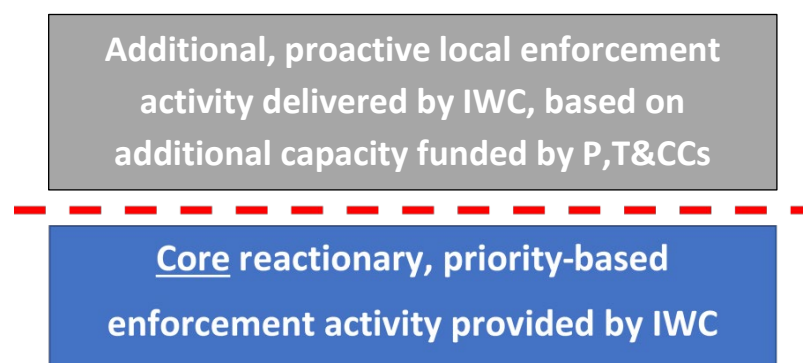 Additional, proactive local enforcement
activity delivered by IWC, based on
additional capacity funded by P,T&CCs
Core reactionary, priority-based
enforcement activity provided by IWC